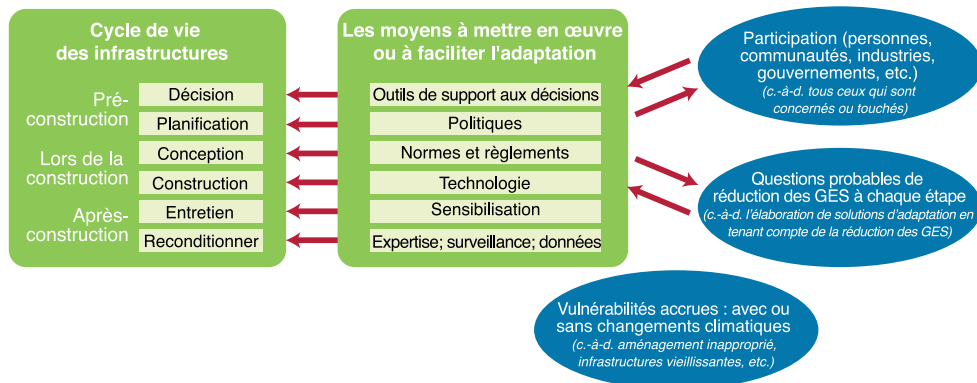 Cycle de vie
des infrastructures
Pré-
construction
Décision
Planification
Lors de la
construction
Conception
Construction
Après-
construction
Entretien
Reconditionner
Les moyens à mettre en œuvre
ou à faciliter l'adaptation
Outils de support aux décisions
Politiques
Normes et règlements
Technologie
Sensibilisation
Expertise; surveillance; données
Participation (personnes,
communautés, industries,
gouvernements, etc.)
(c.-à-d. tous ceux qui sont
concernés ou touchés)
Questions probables de
réduction des GES à chaque étape
(c.-à-d. l'élaboration de solutions d'adaptation en
tenant compte de la réduction des GES)
Vulnérabilités accrues : avec ou
sans changements climatiques
(c.-à-d. aménagement inapproprié,
infrastructures vieillissantes, etc.)